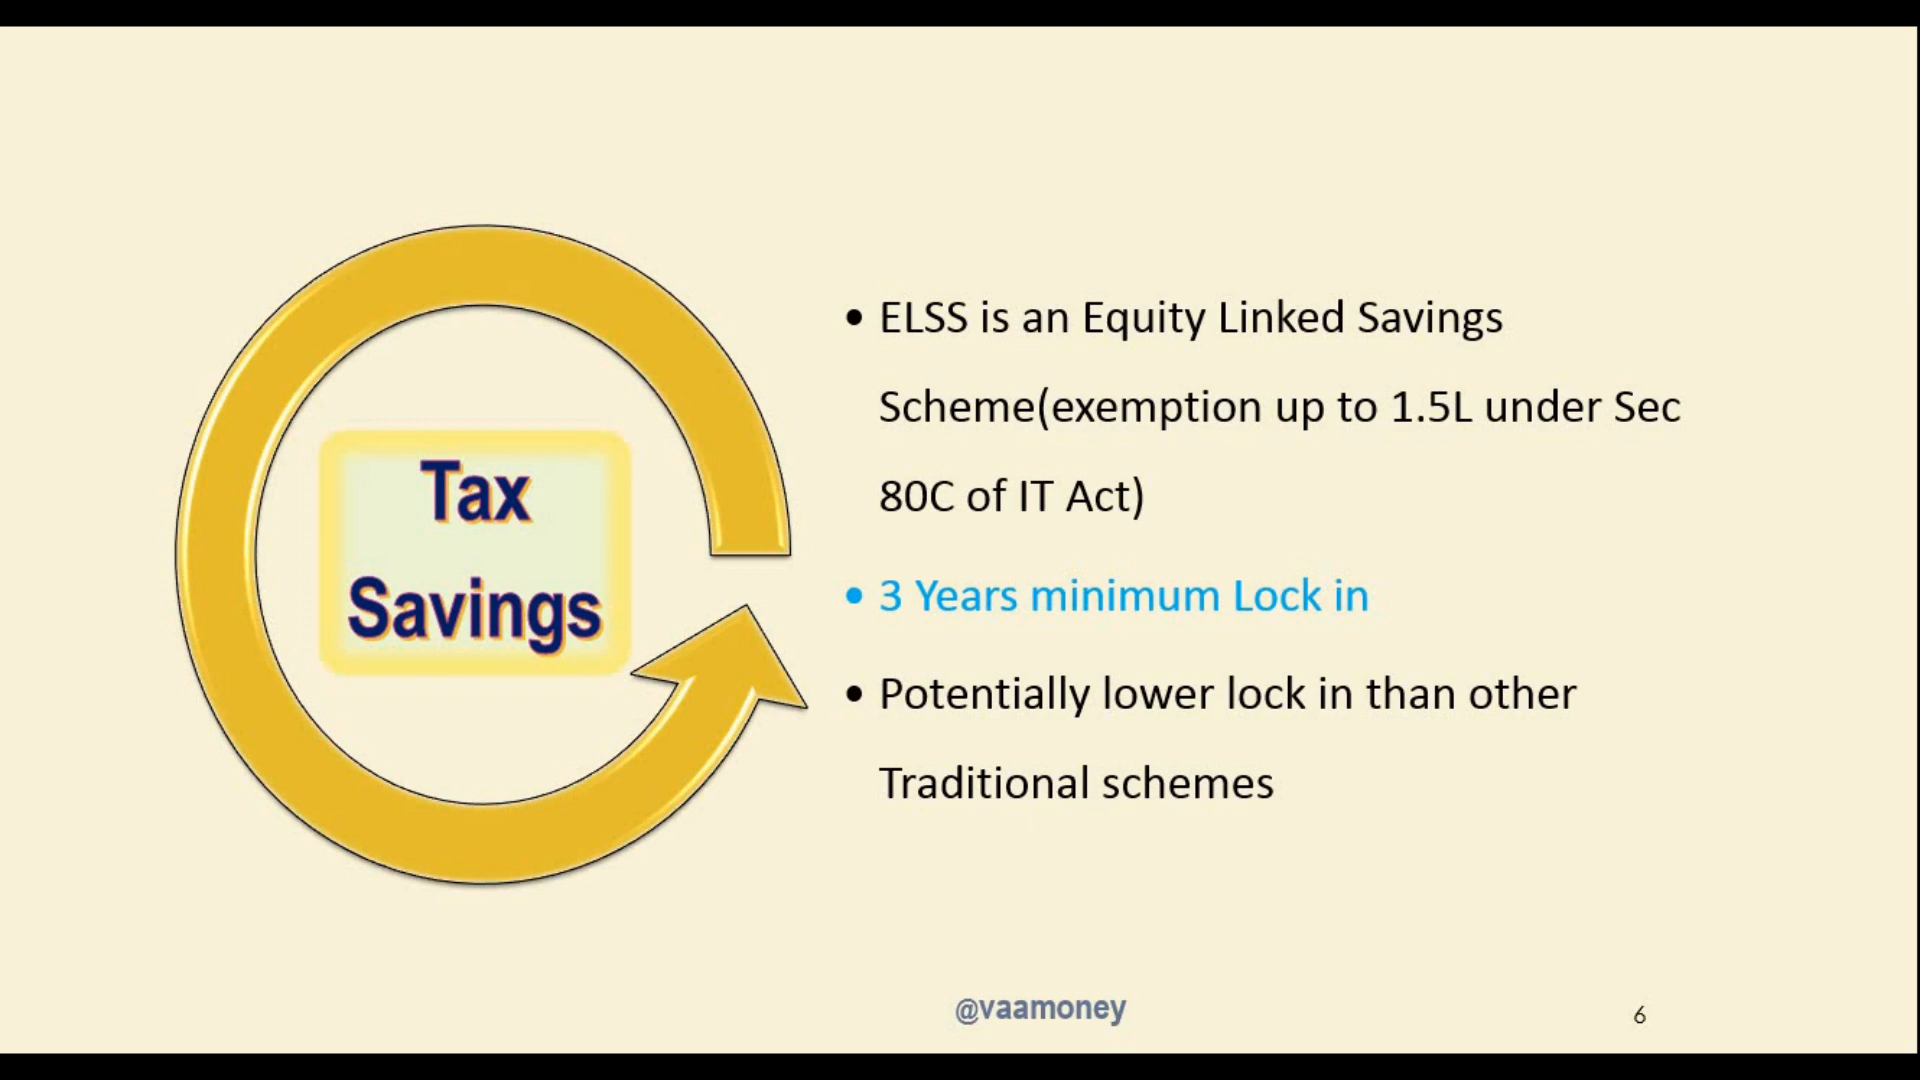 Tax
Savings
• ELSS is an Equity Linked Savings
Scheme(exemption up to 1.5L under Sec
80C of IT Act)
• 3 Years minimum Lock in
• Potentially lower lock in than other
Traditional schemes
@vaamoney
6